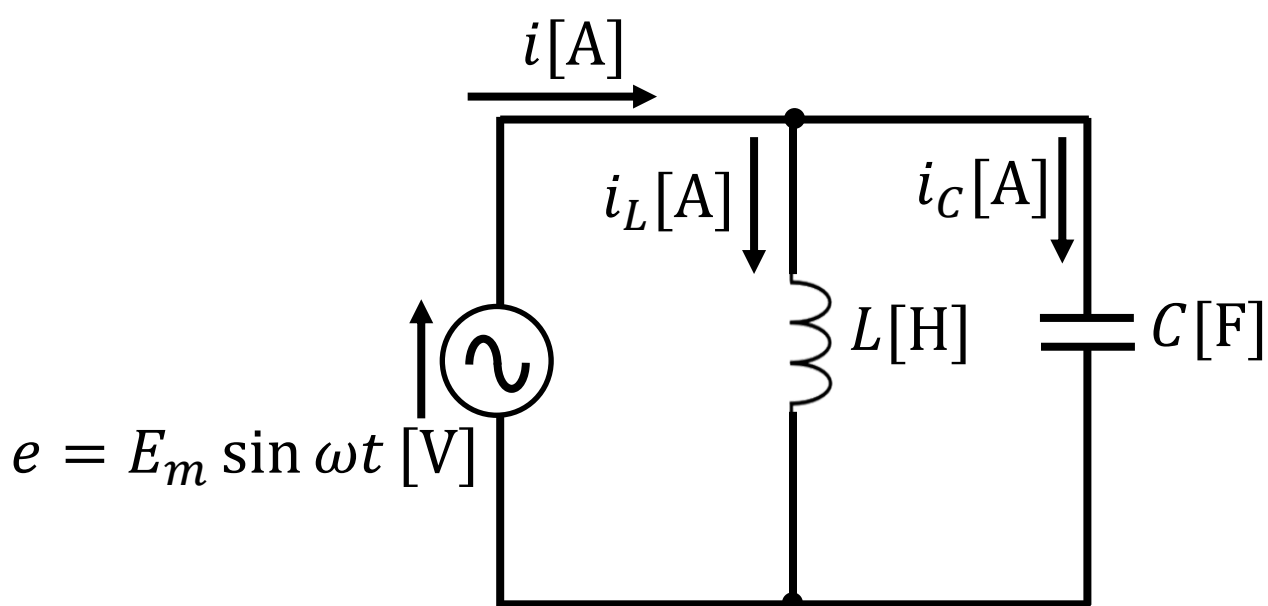 i[A]
i_L[A]
i_C[A]
L[H]
C[F]
e = E_m sin ωt [V]